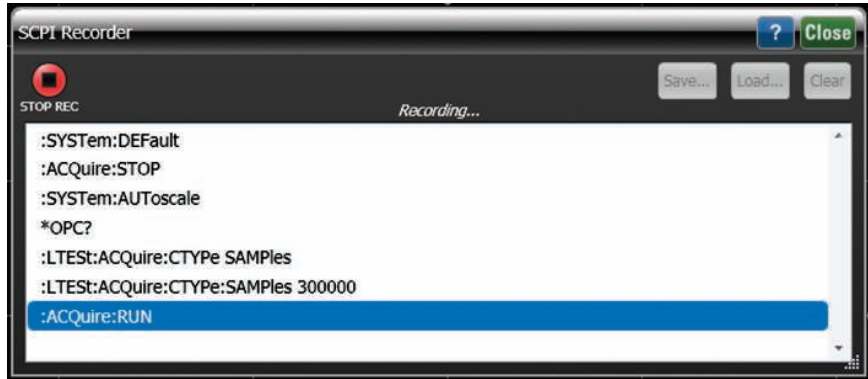 SCPI Recorder
? Close
STOP REC
Recording...
Save... Load... Clear
:SYSTem:DEFault
:ACQuire:STOP
:SYSTem:AUToscale
*OPC?
:LTESt:ACQuire:CTYPe SAMPles
:LTESt:ACQuire:CTYPe:SAMPles 300000
:ACQuire:RUN